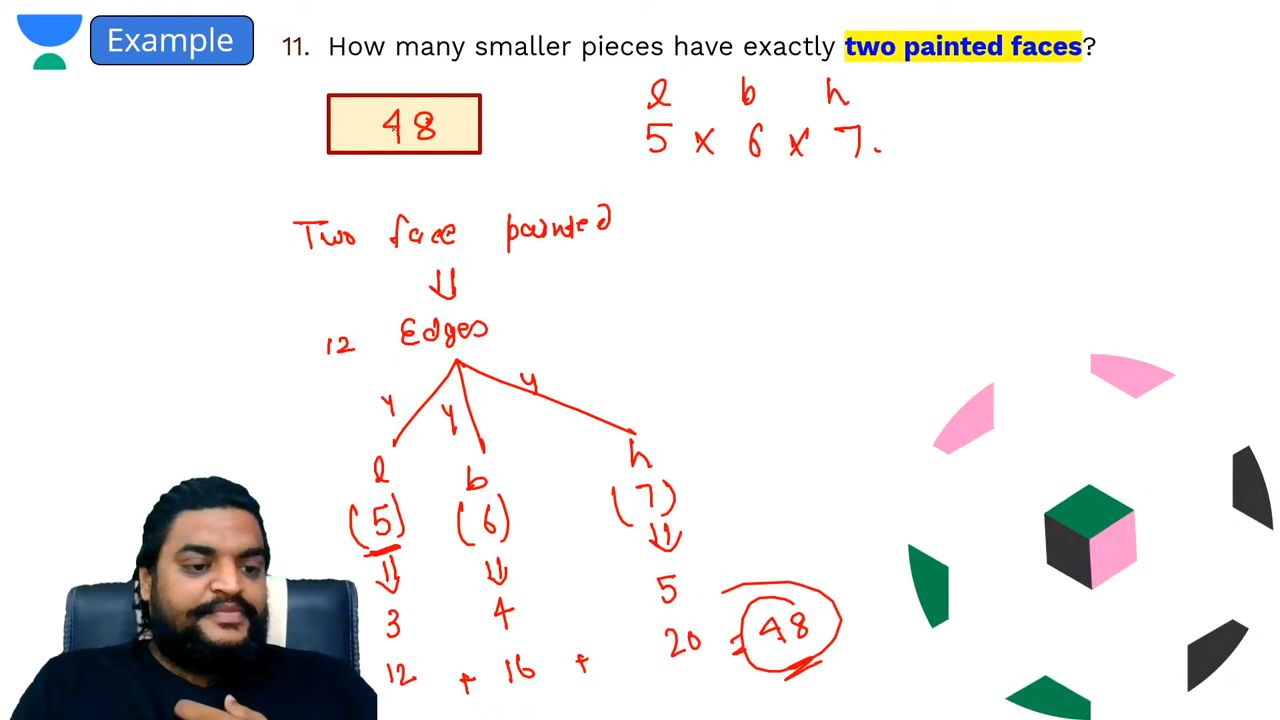 Example
11. How many smaller pieces have exactly two painted faces?
48
l b h
5 x 6 x 7.
Two face painted
⇓
12 Edges
4 4 4
l b h
(5) (6) (7)
⇓ ⇓ ⇓
3 4 5
12 + 16 + 20 = 48